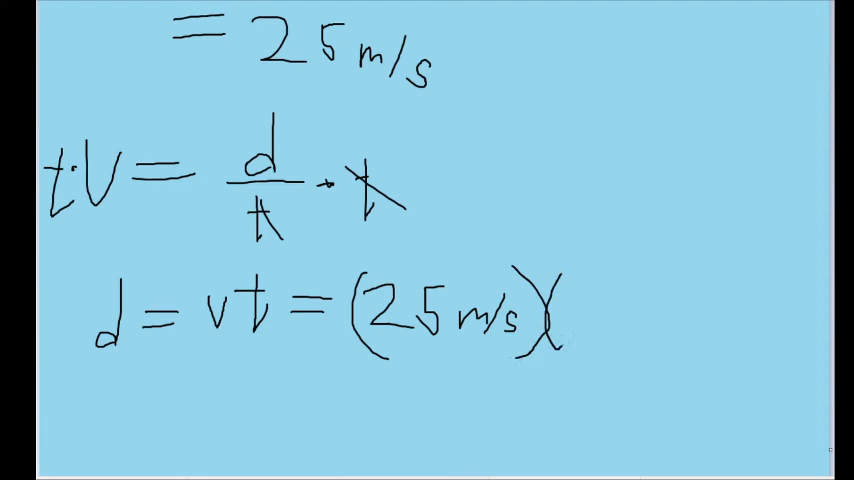 = 25 m/s
t·V = d/t · t
d = vt = (25 m/s)(